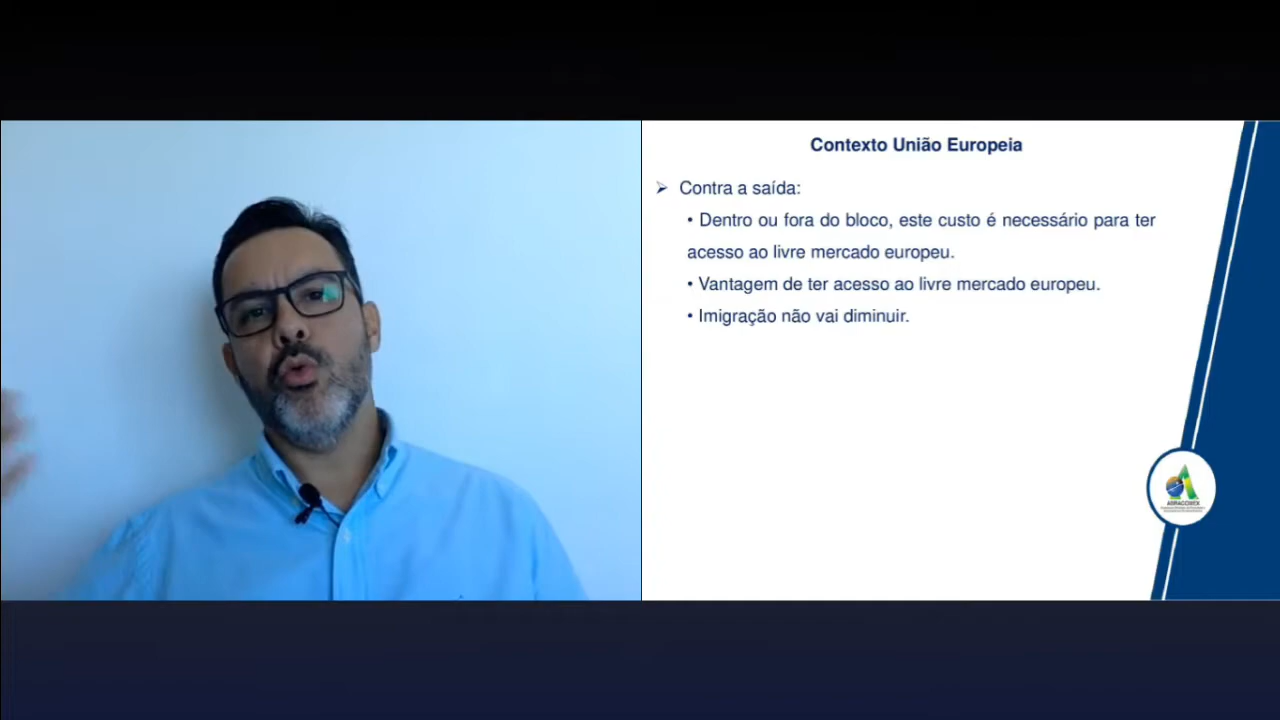 Contexto União Europeia
➢ Contra a saída:
• Dentro ou fora do bloco, este custo é necessário para ter
acesso ao livre mercado europeu.
• Vantagem de ter acesso ao livre mercado europeu.
• Imigração não vai diminuir.